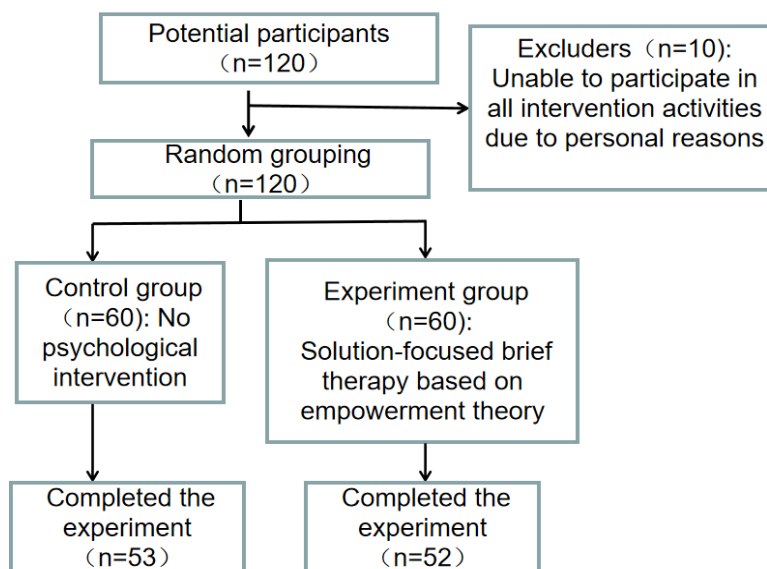 Potential participants
（n=120）
Excluders（n=10）:
Unable to participate in
all intervention activities
due to personal reasons
Random grouping
（n=120）
Control group
（n=60）: No
psychological
intervention
Experiment group
（n=60）:
Solution-focused brief
therapy based on
empowerment theory
Completed the
experiment
（n=53）
Completed the
experiment
（n=52）